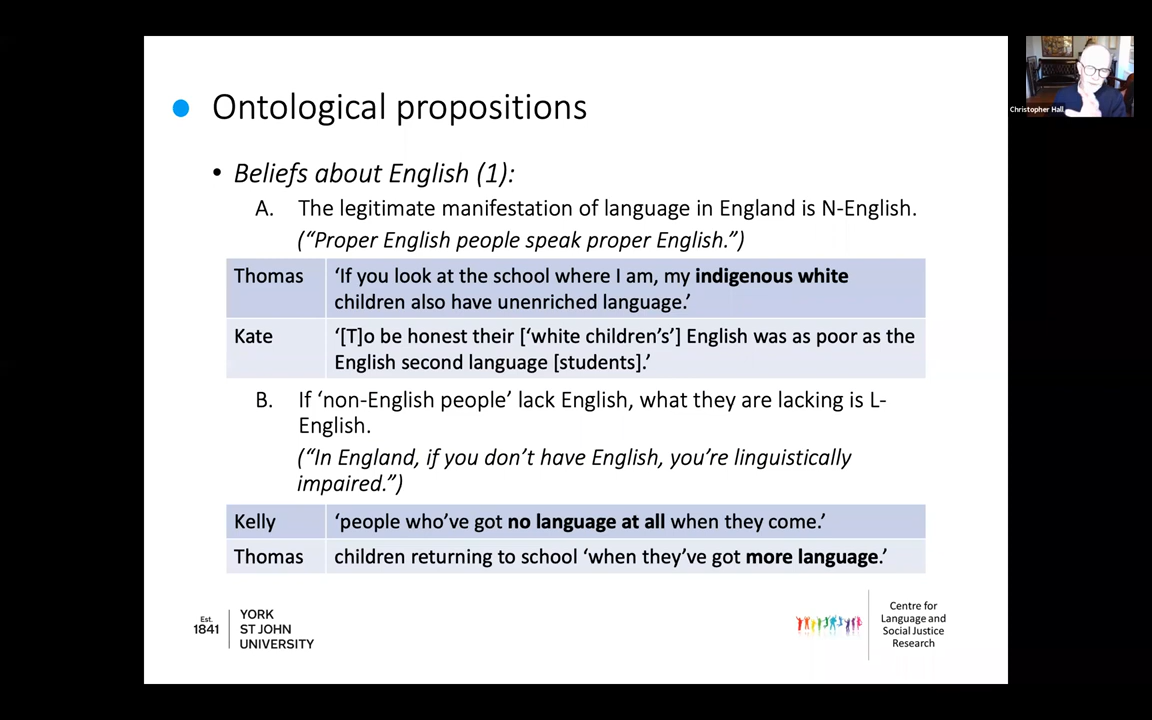 Ontological propositions
• Beliefs about English (1):
A. The legitimate manifestation of language in England is N-English.
(“Proper English people speak proper English.”)
Thomas ‘If you look at the school where I am, my indigenous white
children also have unenriched language.’
Kate ‘[T]o be honest their [‘white children’s’] English was as poor as the
English second language [students].’
B. If ‘non-English people’ lack English, what they are lacking is L-
English.
(“In England, if you don’t have English, you’re linguistically
impaired.”)
Kelly ‘people who’ve got no language at all when they come.’
Thomas children returning to school ‘when they’ve got more language.’
Est.
1841
YORK
ST JOHN
UNIVERSITY
Centre for
Language and
Social Justice
Research
Christopher Hall